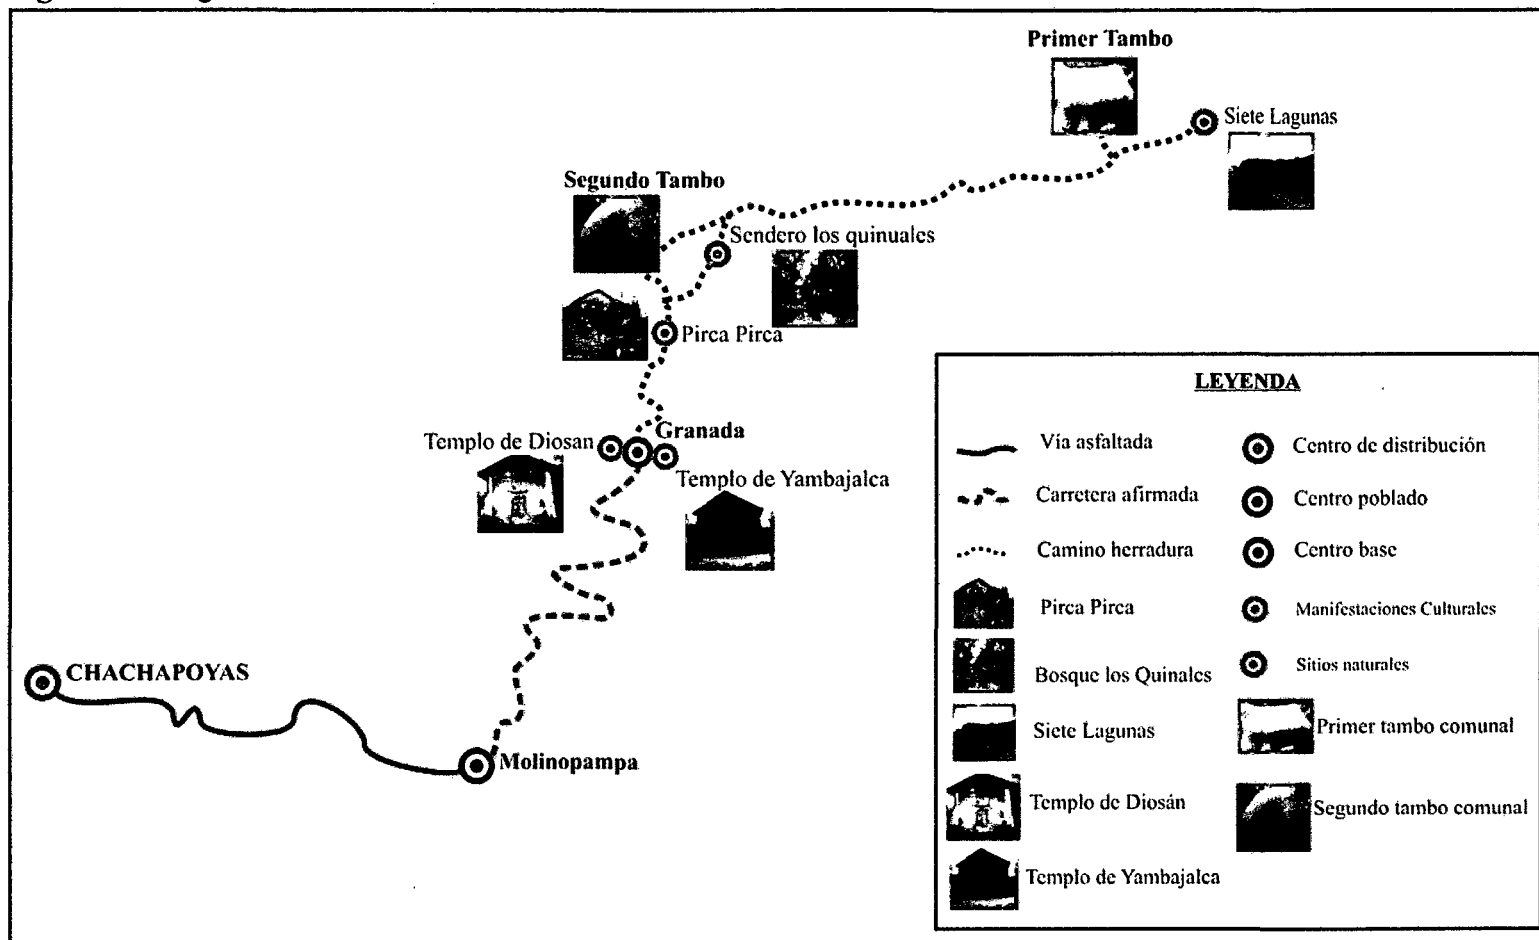 Primer Tambo
Siete Lagunas
Segundo Tambo
Sendero los quinuales
Pirca Pirca
Templo de Diosan
Granada
Templo de Yambajalca
CHACHAPOYAS
Molinopampa
LEYENDA
Vía asfaltada
Centro de distribución
Carretera afirmada
Centro poblado
Camino herradura
Centro base
Pirca Pirca
Manifestaciones Culturales
Bosque los Quinales
Sitios naturales
Siete Lagunas
Primer tambo comunal
Templo de Diosán
Segundo tambo comunal
Templo de Yambajalca